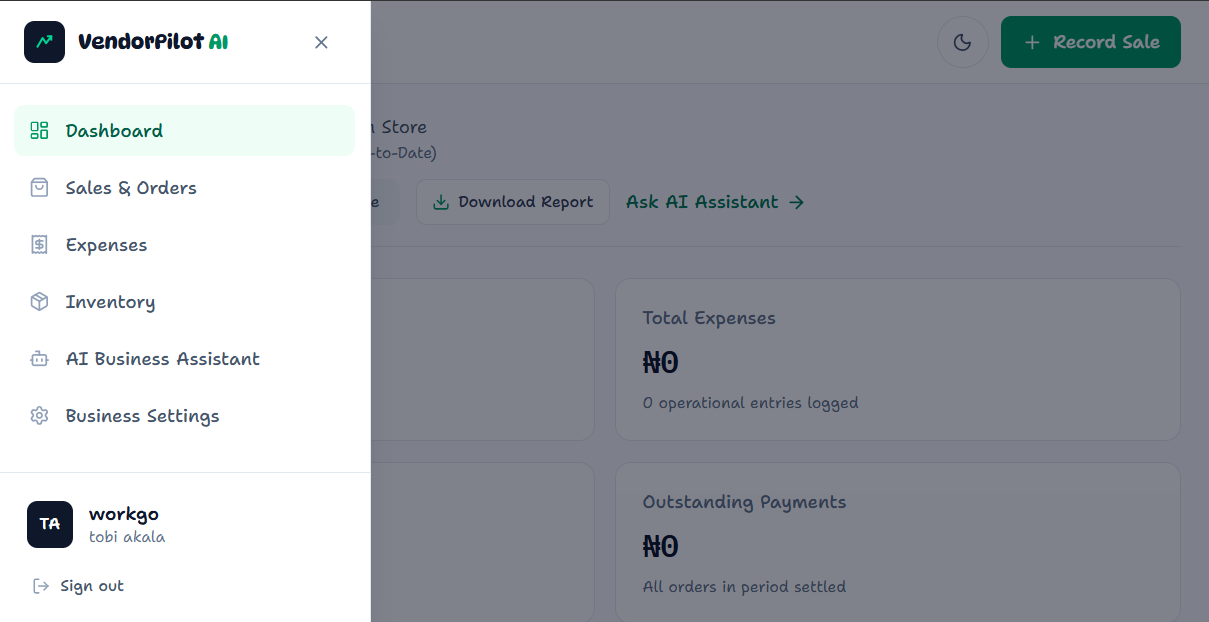 VendorPilot AI
Record Sale
Dashboard
Sales & Orders
Expenses
Inventory
AI Business Assistant
Business Settings
workgo
TA
tobi akala
Sign out
Store
-to-Date)
Download Report
Ask AI Assistant →
Total Expenses
₦0
0 operational entries logged
Outstanding Payments
₦0
All orders in period settled